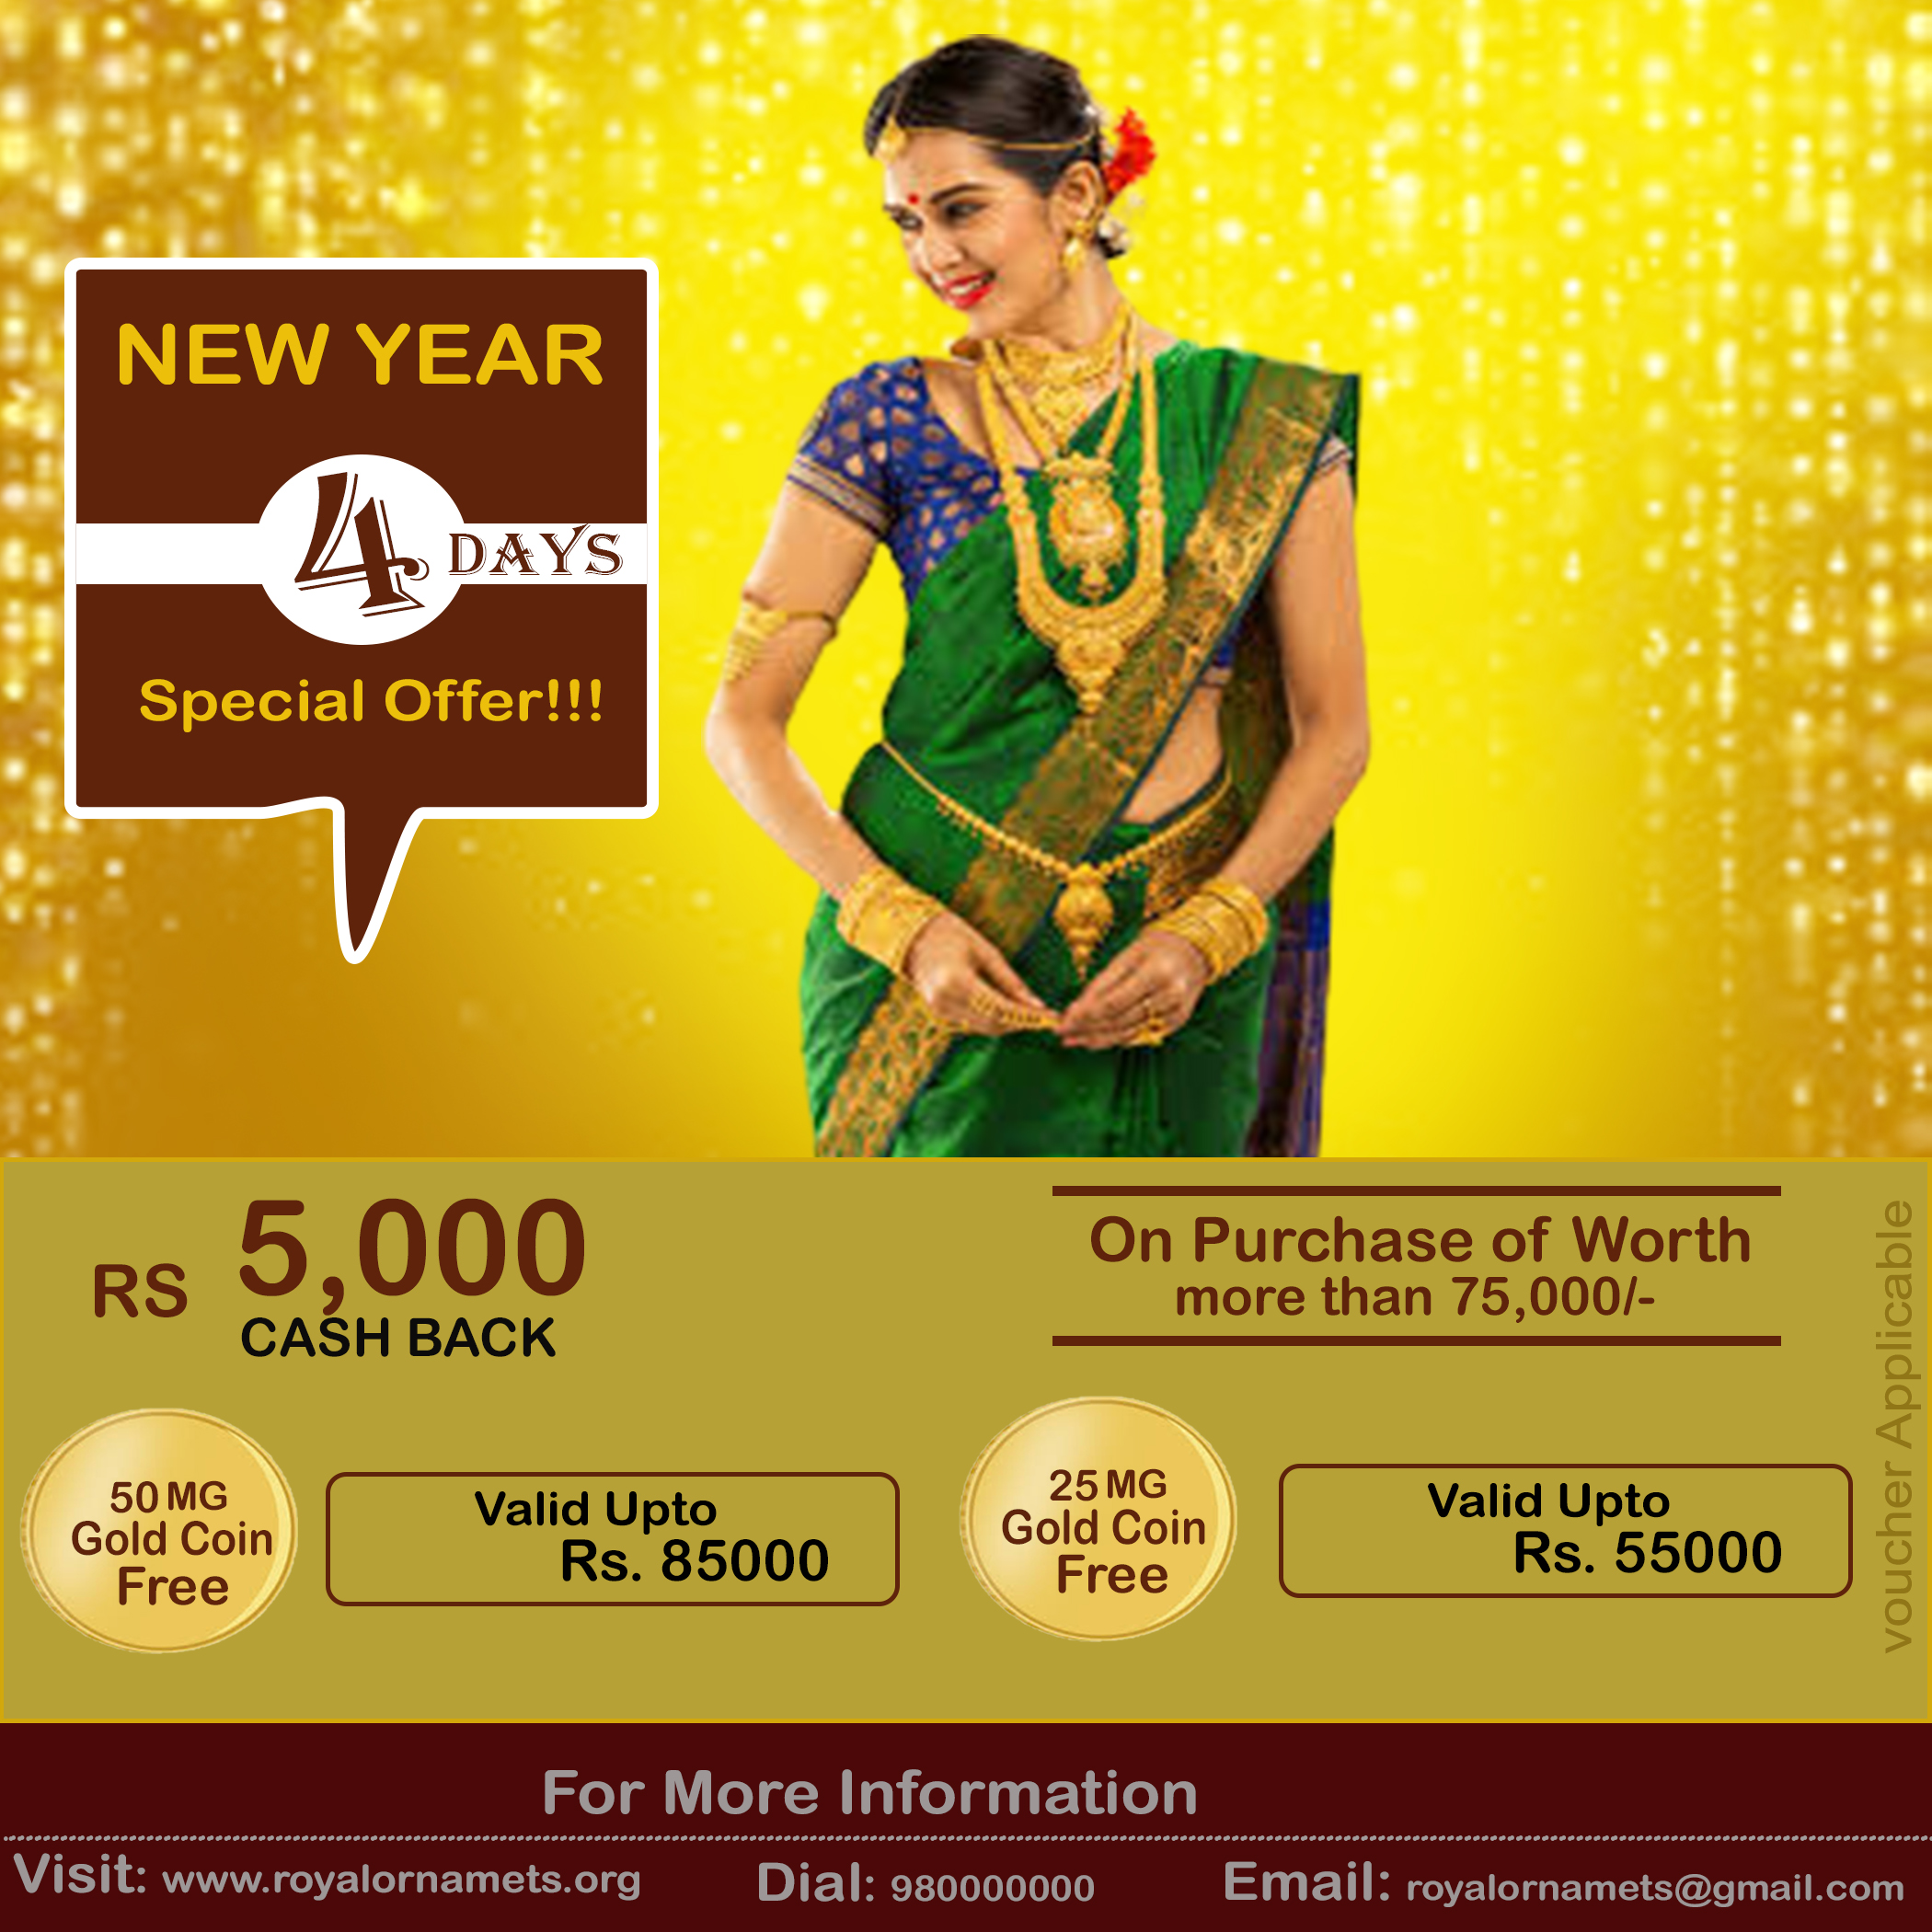 NEW YEAR
4 DAYS
Special Offer!!!
RS 5,000
CASH BACK
On Purchase of Worth
more than 75,000/-
voucher Applicable
50 MG
Gold Coin
Free
Valid Upto
Rs. 85000
25 MG
Gold Coin
Free
Valid Upto
Rs. 55000
For More Information
Visit: www.royalornamets.org
Dial: 980000000
Email: royalornamets@gmail.com